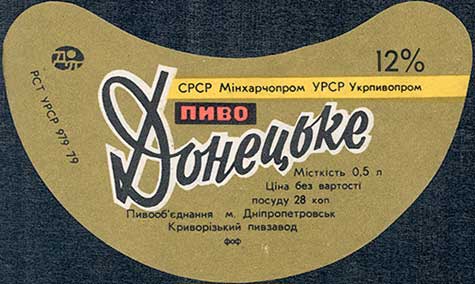 12%
РСТ УРСР 979-79
СРСР Мінхарчопром УРСР Укрпивопром
ПИВО
Донецьке
Місткість 0,5 л
Ціна без вартості
посуду 28 коп
Пивооб'єднання м. Дніпропетровськ
Криворізький пивзавод
фоф